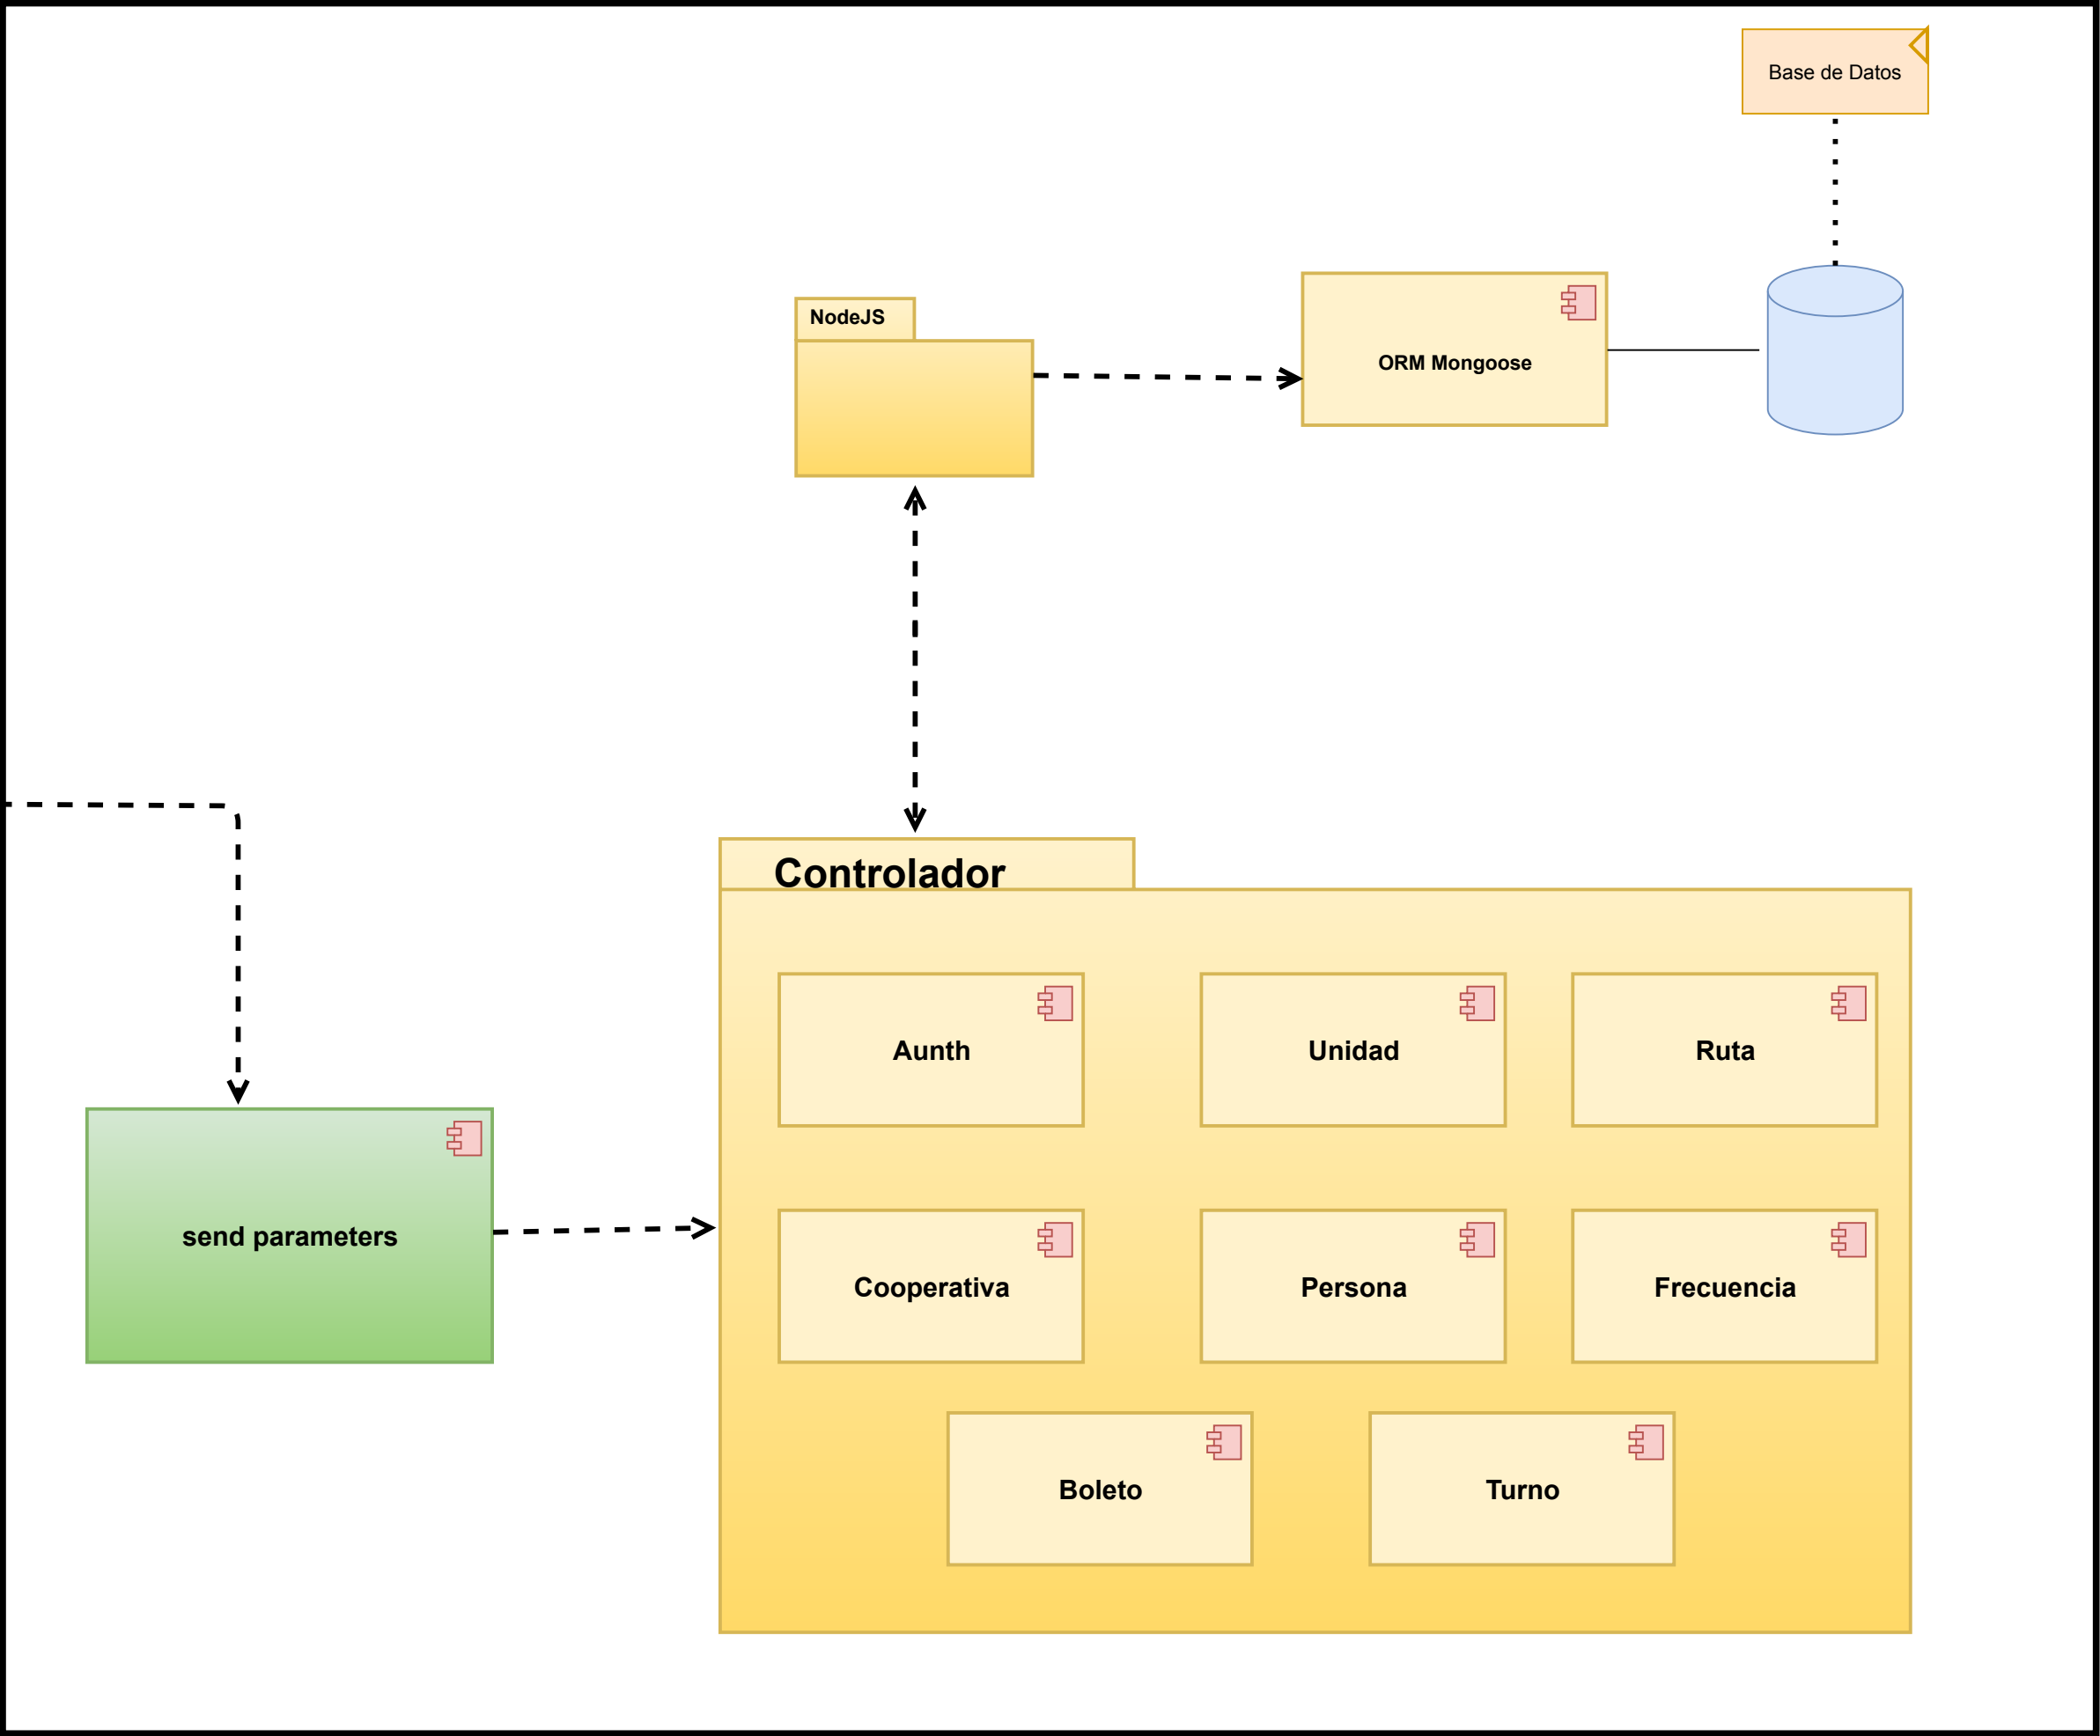 Base de Datos
NodeJS
ORM Mongoose
Controlador
Aunth
Unidad
Ruta
send parameters
Cooperativa
Persona
Frecuencia
Boleto
Turno